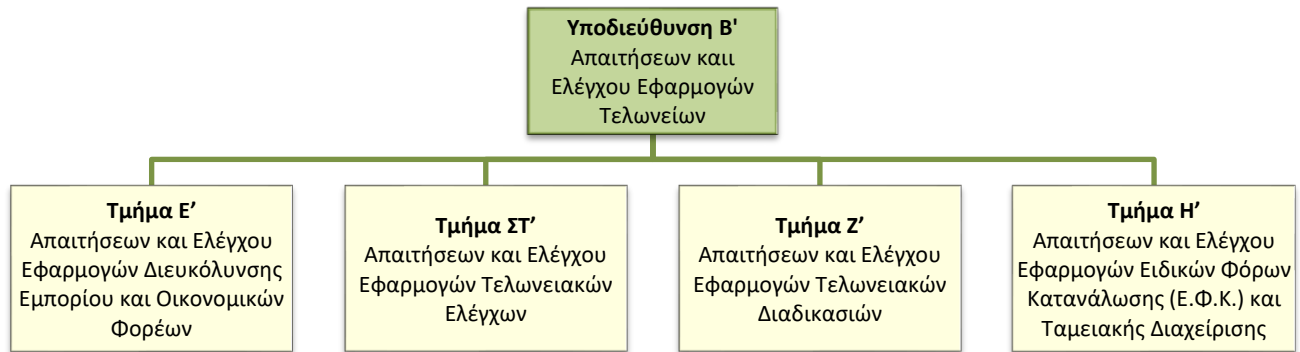 Υποδιεύθυνση Β'
Απαιτήσεων καιι
Ελέγχου Εφαρμογών
Τελωνείων
Τμήμα Ε’
Απαιτήσεων και Ελέγχου
Εφαρμογών Διευκόλυνσης
Εμπορίου και Οικονομικών
Φορέων
Τμήμα ΣΤ’
Απαιτήσεων και Ελέγχου
Εφαρμογών Τελωνειακών
Ελέγχων
Τμήμα Ζ’
Απαιτήσεων και Ελέγχου
Εφαρμογών Τελωνειακών
Διαδικασιών
Τμήμα Η’
Απαιτήσεων και Ελέγχου
Εφαρμογών Ειδικών Φόρων
Κατανάλωσης (Ε.Φ.Κ.) και
Ταμειακής Διαχείρισης